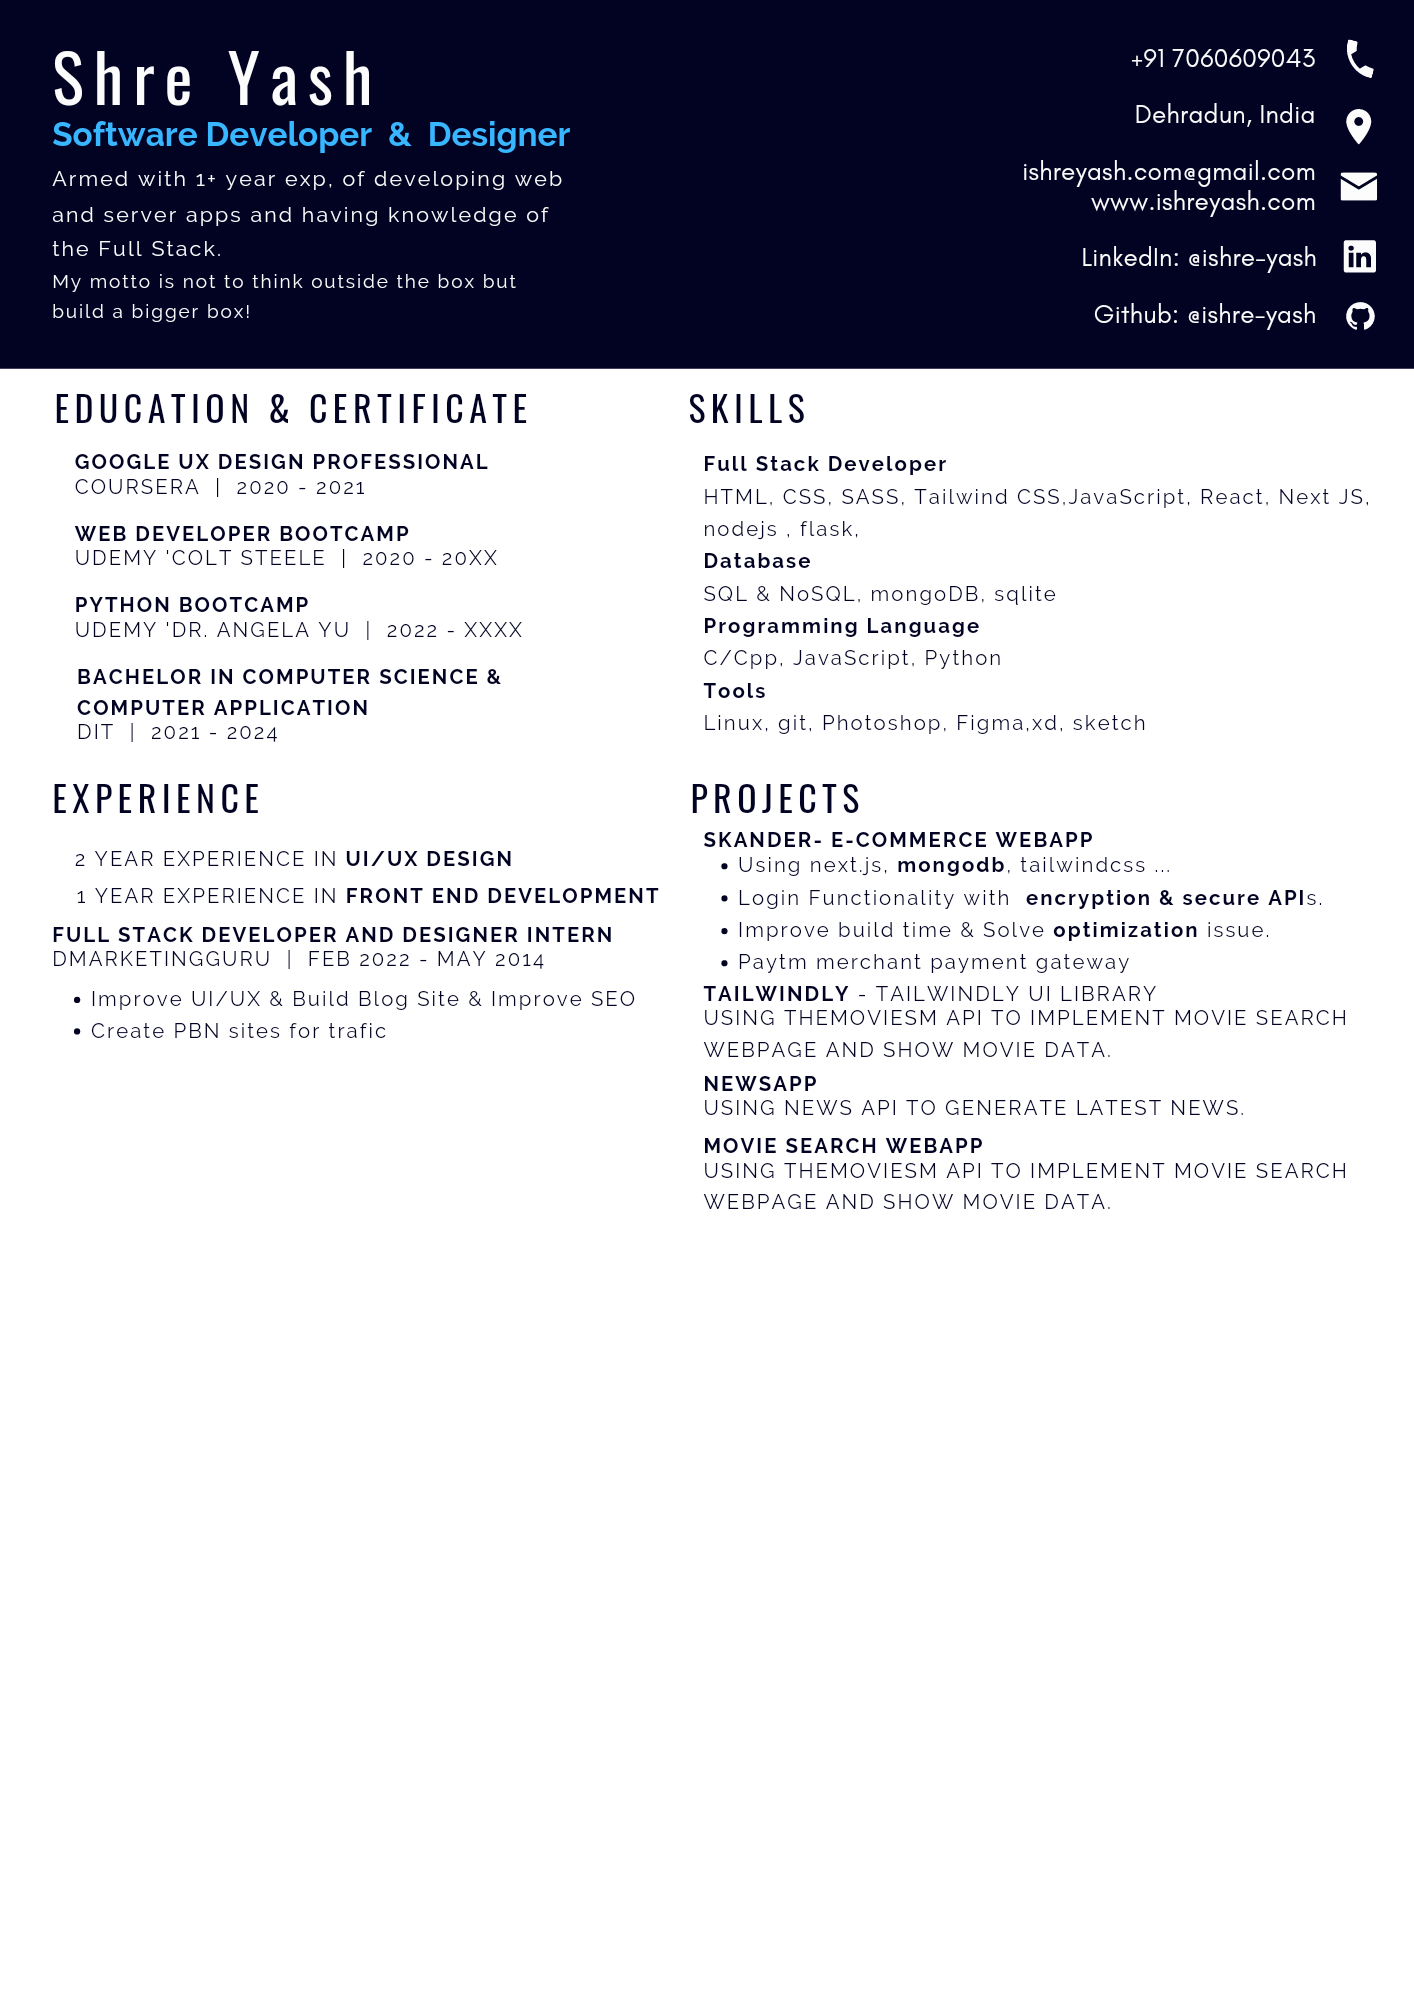 Shre Yash
Software Developer & Designer
Armed with 1+ year exp, of developing web
and server apps and having knowledge of
the Full Stack.
My motto is not to think outside the box but
build a bigger box!
+91 7060609043
Dehradun, India
ishreyash.com@gmail.com
www.ishreyash.com
LinkedIn: @ishre-yash
Github: @ishre-yash
EDUCATION & CERTIFICATE
GOOGLE UX DESIGN PROFESSIONAL
COURSERA | 2020 - 2021
WEB DEVELOPER BOOTCAMP
UDEMY 'COLT STEELE | 2020 - 20XX
PYTHON BOOTCAMP
UDEMY 'DR. ANGELA YU | 2022 - XXXX
BACHELOR IN COMPUTER SCIENCE &
COMPUTER APPLICATION
DIT | 2021 - 2024
SKILLS
Full Stack Developer
HTML, CSS, SASS, Tailwind CSS,JavaScript, React, Next JS,
nodejs , flask,
Database
SQL & NoSQL, mongoDB, sqlite
Programming Language
C/Cpp, JavaScript, Python
Tools
Linux, git, Photoshop, Figma,xd, sketch
EXPERIENCE
2 YEAR EXPERIENCE IN UI/UX DESIGN
1 YEAR EXPERIENCE IN FRONT END DEVELOPMENT
FULL STACK DEVELOPER AND DESIGNER INTERN
DMARKETINGGURU | FEB 2022 - MAY 2014
• Improve UI/UX & Build Blog Site & Improve SEO
• Create PBN sites for trafic
PROJECTS
SKANDER- E-COMMERCE WEBAPP
• Using next.js, mongodb, tailwindcss ...
• Login Functionality with encryption & secure APIs.
• Improve build time & Solve optimization issue.
• Paytm merchant payment gateway
TAILWINDLY - TAILWINDLY UI LIBRARY
USING THEMOVIESM API TO IMPLEMENT MOVIE SEARCH
WEBPAGE AND SHOW MOVIE DATA.
NEWSAPP
USING NEWS API TO GENERATE LATEST NEWS.
MOVIE SEARCH WEBAPP
USING THEMOVIESM API TO IMPLEMENT MOVIE SEARCH
WEBPAGE AND SHOW MOVIE DATA.